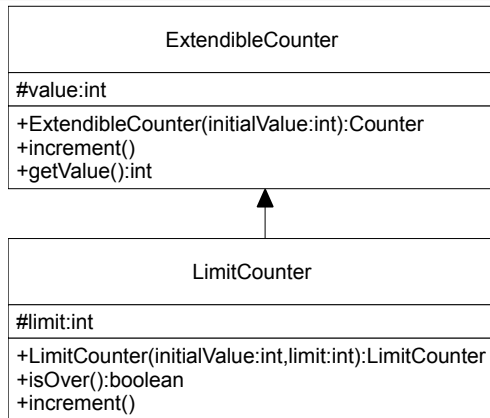 ExtendibleCounter
#value:int
+ExtendibleCounter(initialValue:int):Counter
+increment()
+getValue():int
LimitCounter
#limit:int
+LimitCounter(initialValue:int,limit:int):LimitCounter
+isOver():boolean
+increment()